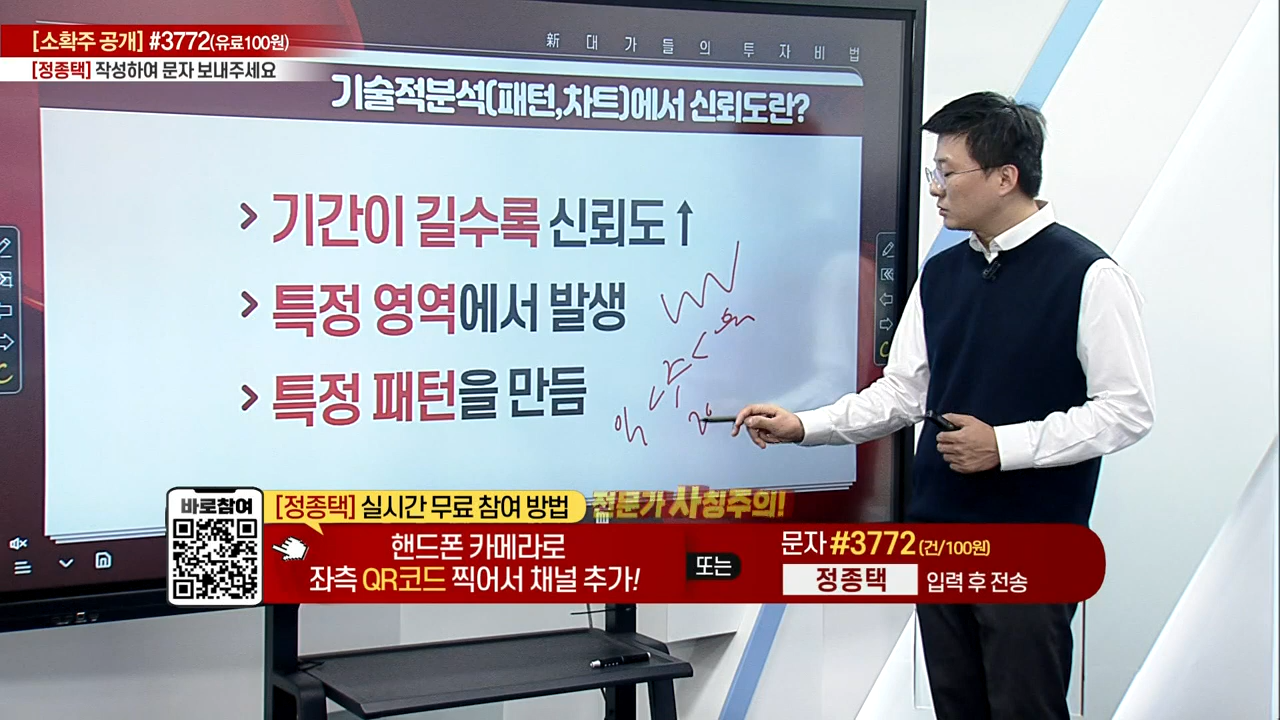 [소확주 공개] #3772(유료100원)
[정종택] 작성하여 문자 보내주세요
新 대가들의 투자비법
기술적분석(패턴,차트)에서 신뢰도란?
> 기간이 길수록 신뢰도↑
> 특정 영역에서 발생
> 특정 패턴을 만듬
바로참여
[정종택] 실시간 무료 참여 방법
전문가 사칭주의!
핸드폰 카메라로
좌측 QR코드 찍어서 채널 추가!
또는
문자 #3772 (건/100원)
정종택 입력 후 전송